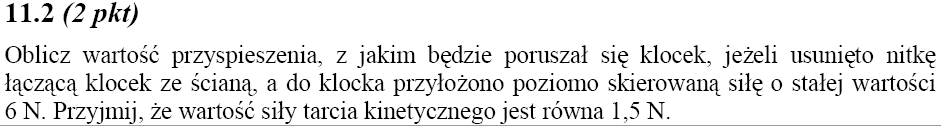 11.2 (2 pkt)
Oblicz wartość przyspieszenia, z jakim będzie poruszał się klocek, jeżeli usunięto nitkę
łączącą klocek ze ścianą, a do klocka przyłożono poziomo skierowaną siłę o stałej wartości
6 N. Przyjmij, że wartość siły tarcia kinetycznego jest równa 1,5 N.